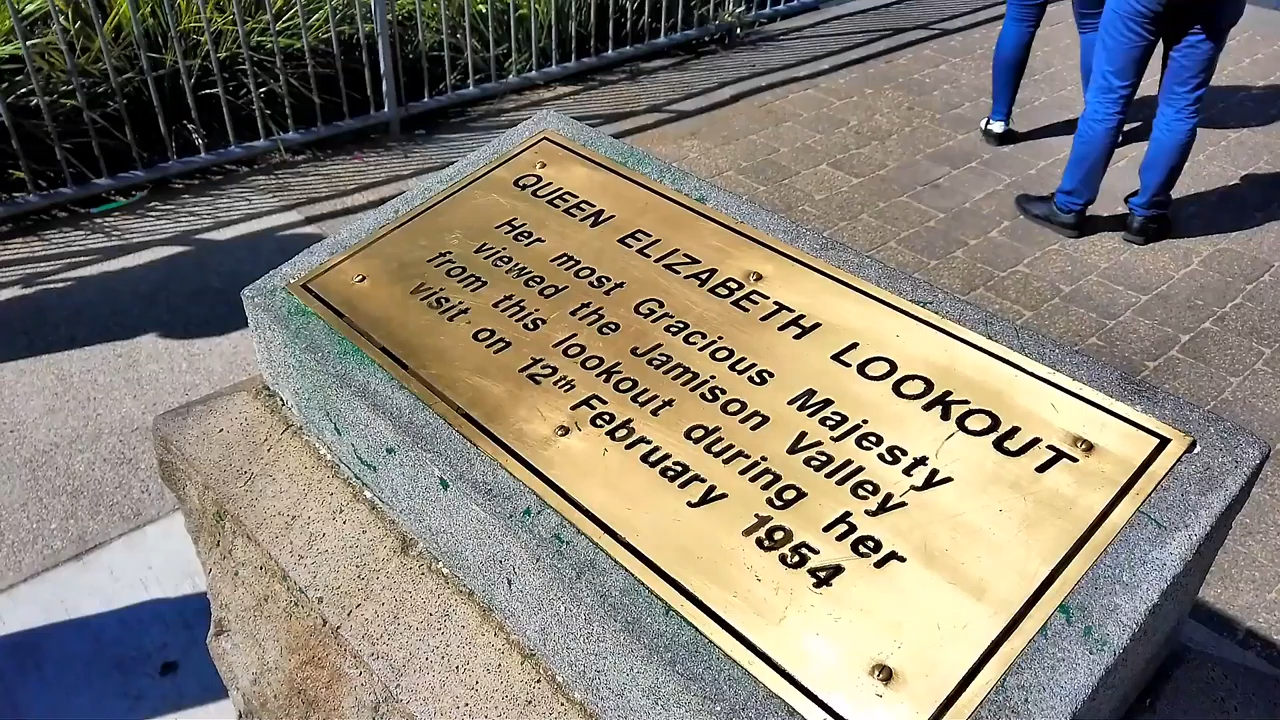 QUEEN ELIZABETH LOOKOUT
Her most Gracious Majesty
viewed the Jamison Valley
from this lookout during her
visit on 12th February 1954